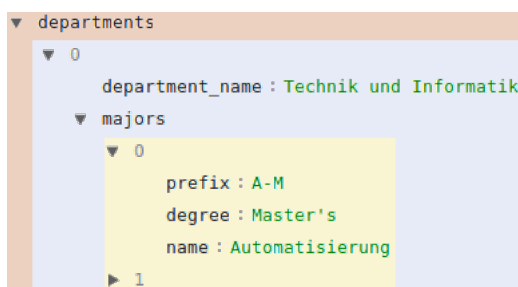 ▼ departments
▼ 0
department_name : Technik und Informatik
▼ majors
▼ 0
prefix : A-M
degree : Master's
name : Automatisierung
▶ 1